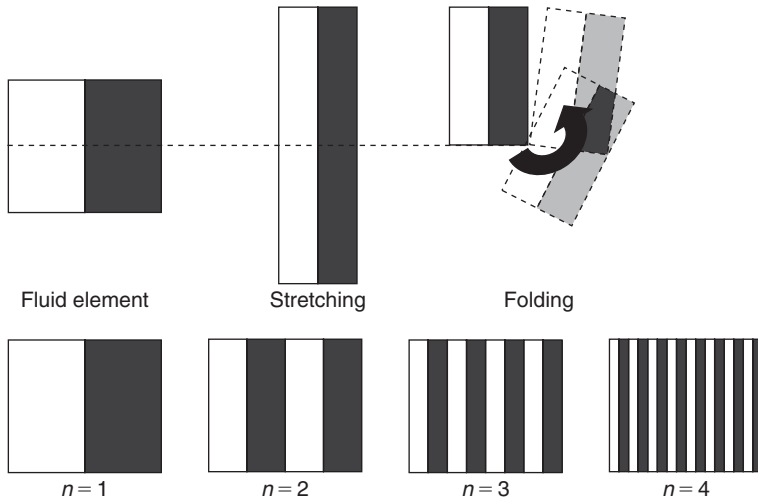 Fluid element Stretching Folding
n = 1 n = 2 n = 3 n = 4